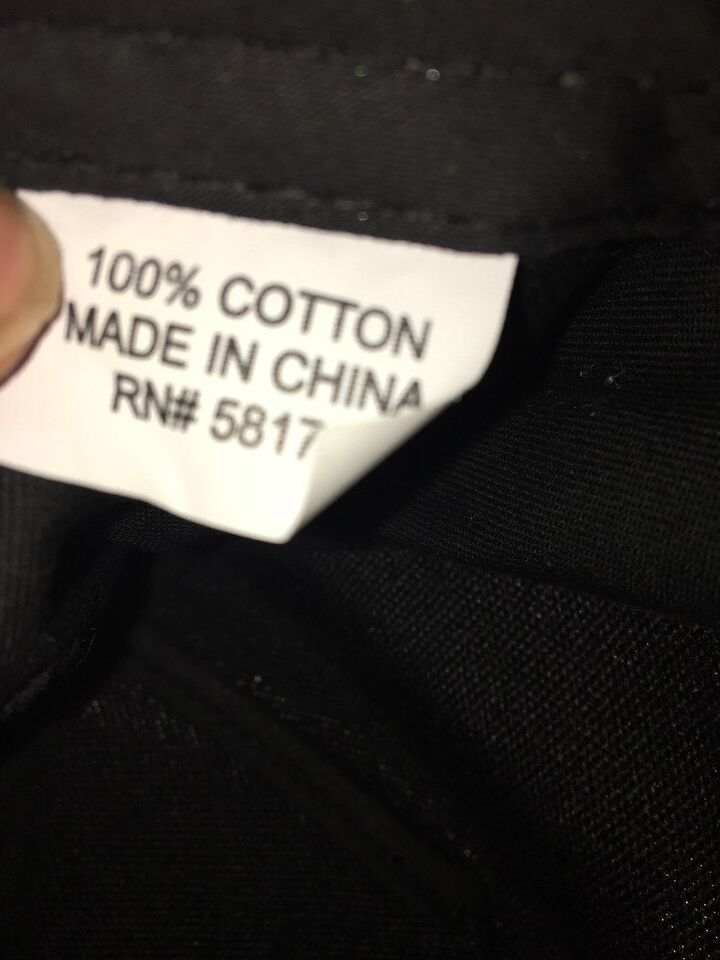 100% COTTON
MADE IN CHINA
RN# 5817